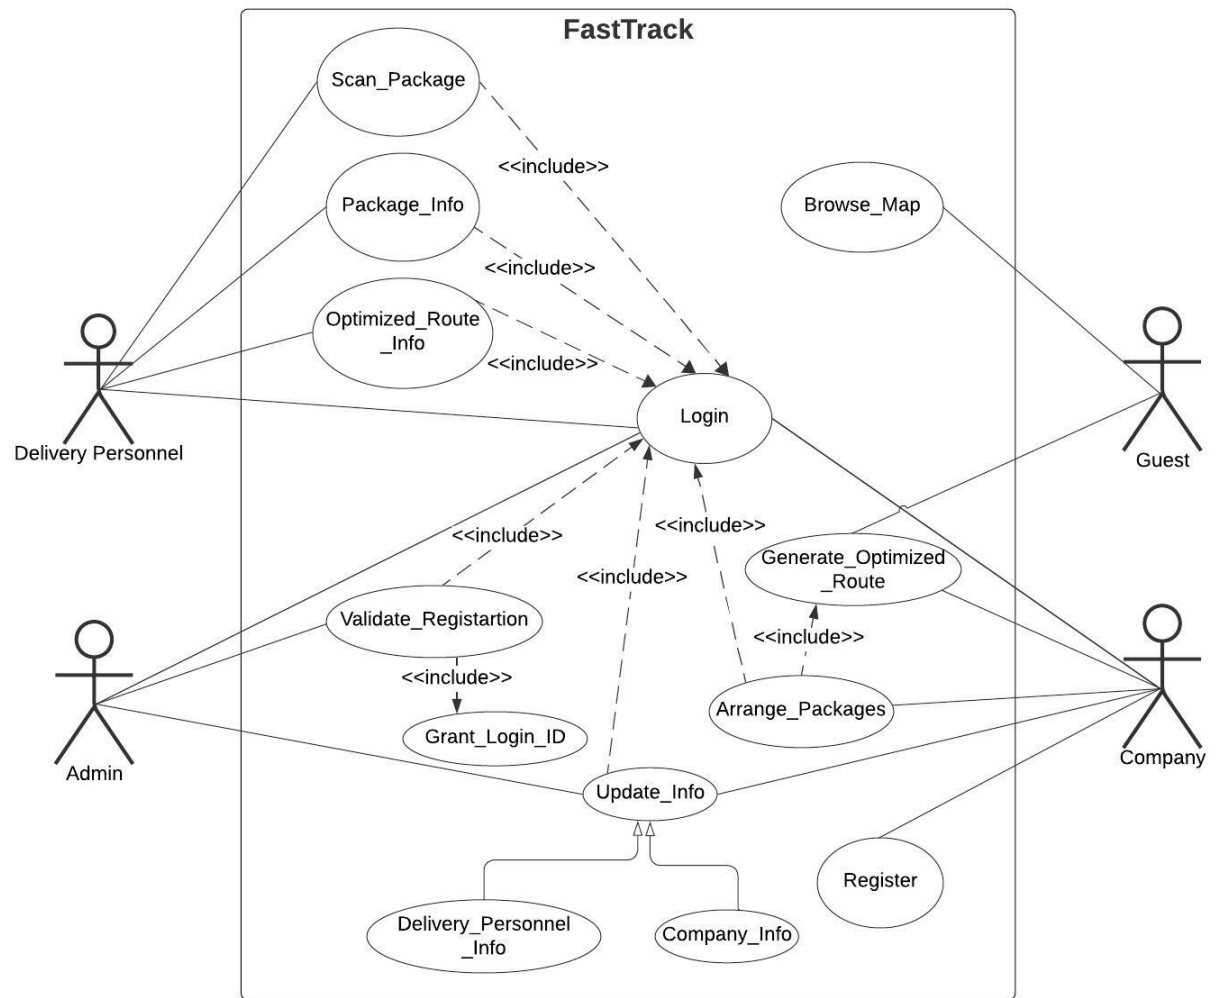 FastTrack
Scan_Package
<<include>>
Package_Info
Browse_Map
<<include>>
Optimized_Route
_Info
<<include>>
Login
Delivery Personnel
Guest
<<include>>
<<include>>
Generate_Optimized
_Route
<<include>>
Validate_Registartion
<<include>>
<<include>>
Arrange_Packages
Grant_Login_ID
Admin
Company
Update_Info
Register
Delivery_Personnel
_Info
Company_Info